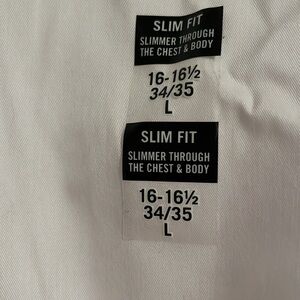 SLIM FIT
SLIMMER THROUGH
THE CHEST & BODY
16-16½
34/35
L
SLIM FIT
SLIMMER THROUGH
THE CHEST & BODY
16-16½
34/35
L